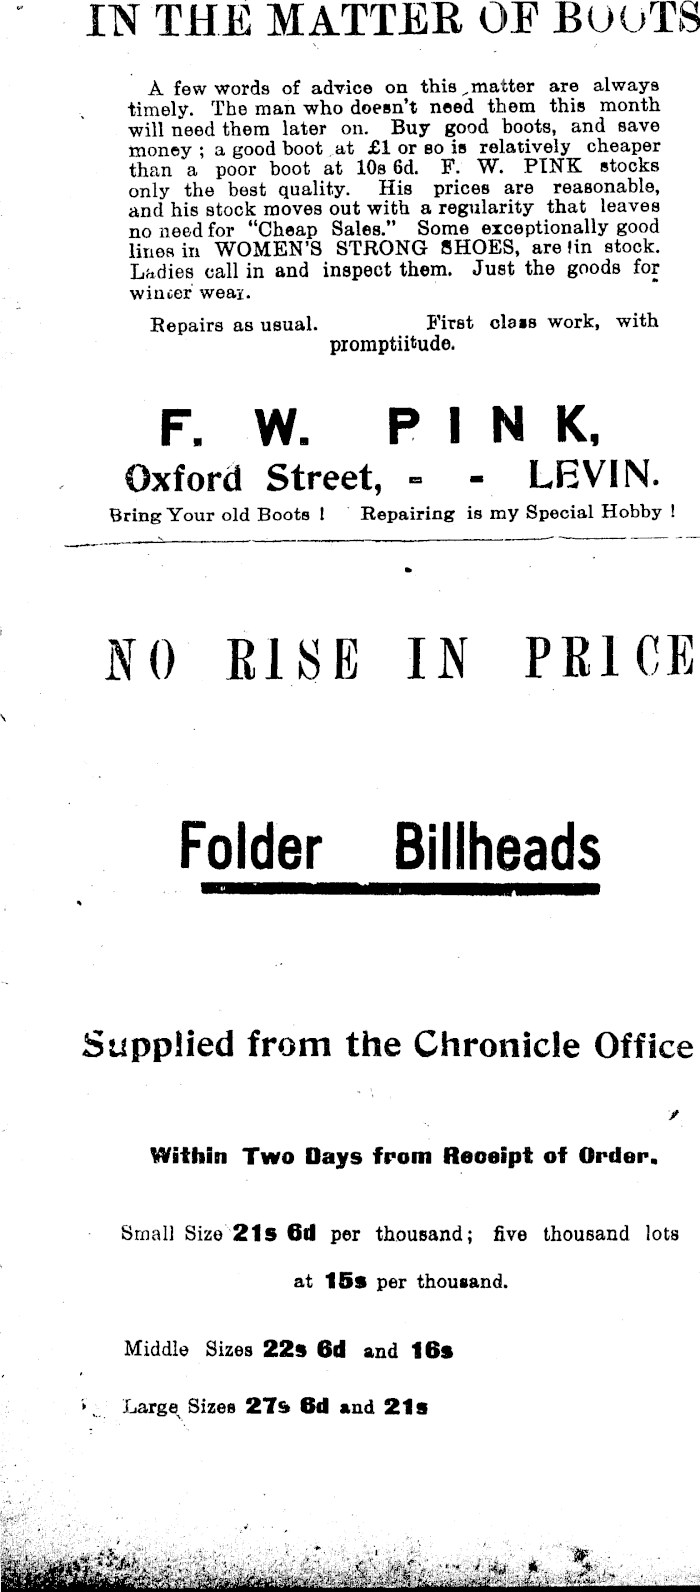 IN THE MATTER OF BOOTS
A few words of advice on this matter are always
timely. The man who doesn't need them this month
will need them later on. Buy good boots, and save
money ; a good boot at £1 or so is relatively cheaper
than a poor boot at 10s 6d. F. W. PINK stocks
only the best quality. His prices are reasonable,
and his stock moves out with a regularity that leaves
no need for "Cheap Sales." Some exceptionally good
lines in WOMEN'S STRONG SHOES, are in stock.
Ladies call in and inspect them. Just the goods for
winter wear.
Repairs as usual. First class work, with
promptiitude.
F. W. PINK,
Oxford Street, - - LEVIN.
Bring Your old Boots ! Repairing is my Special Hobby !
NO RISE IN PRICE
Folder Billheads
Supplied from the Chronicle Office
Within Two Days from Receipt of Order.
Small Size 21s 6d per thousand; five thousand lots
at 15s per thousand.
Middle Sizes 22s 6d and 16s
Large Sizes 27s 6d and 21s